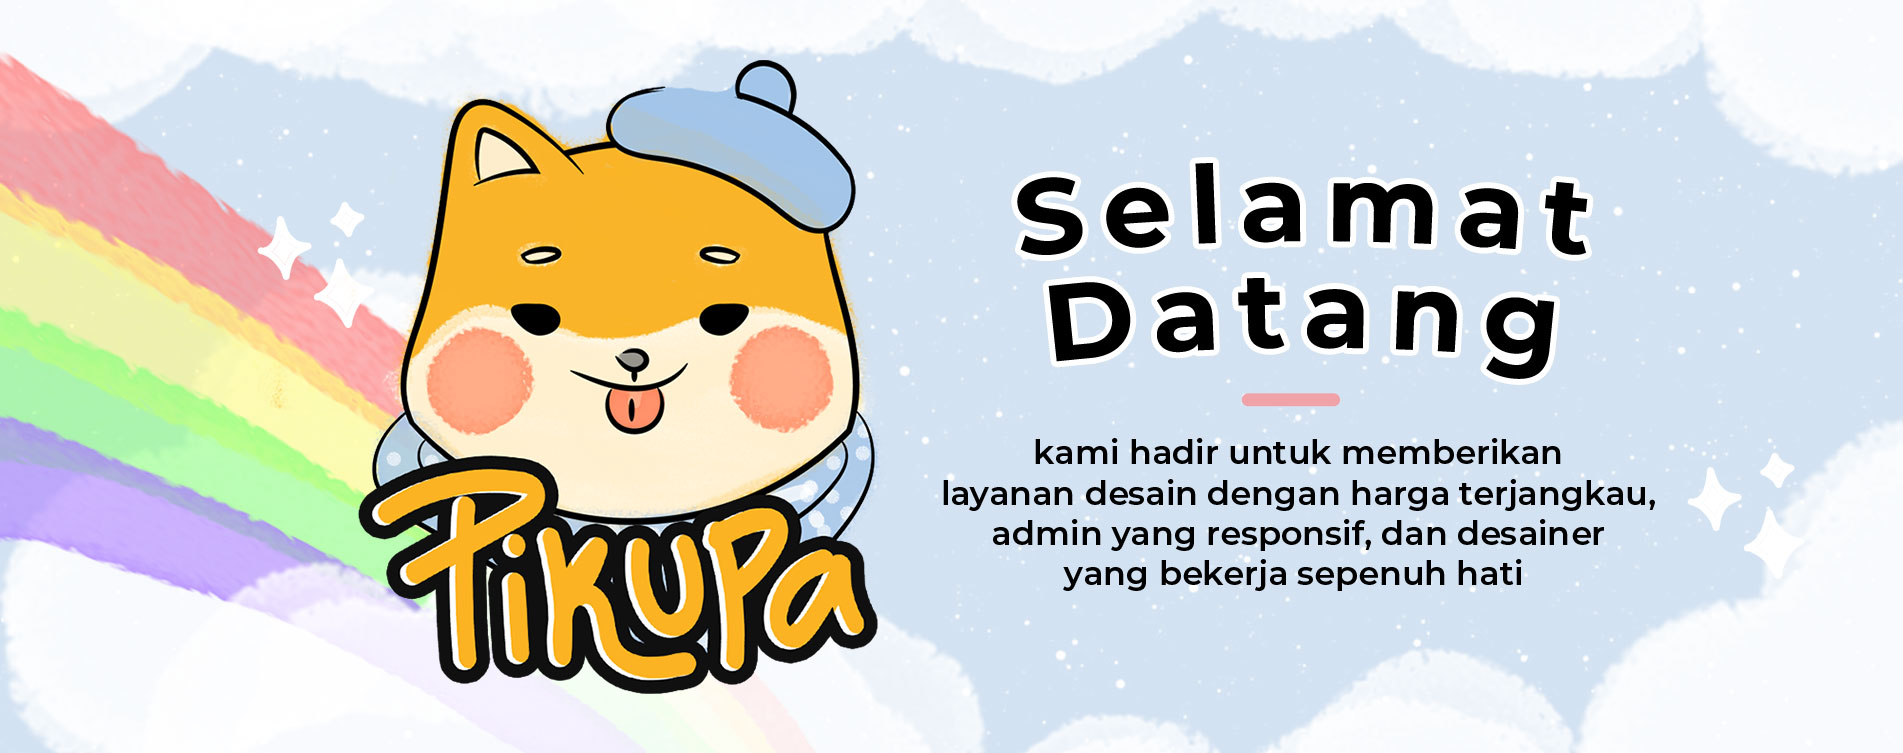 Pikupa
Selamat
Datang
kami hadir untuk memberikan
layanan desain dengan harga terjangkau,
admin yang responsif, dan desainer
yang bekerja sepenuh hati